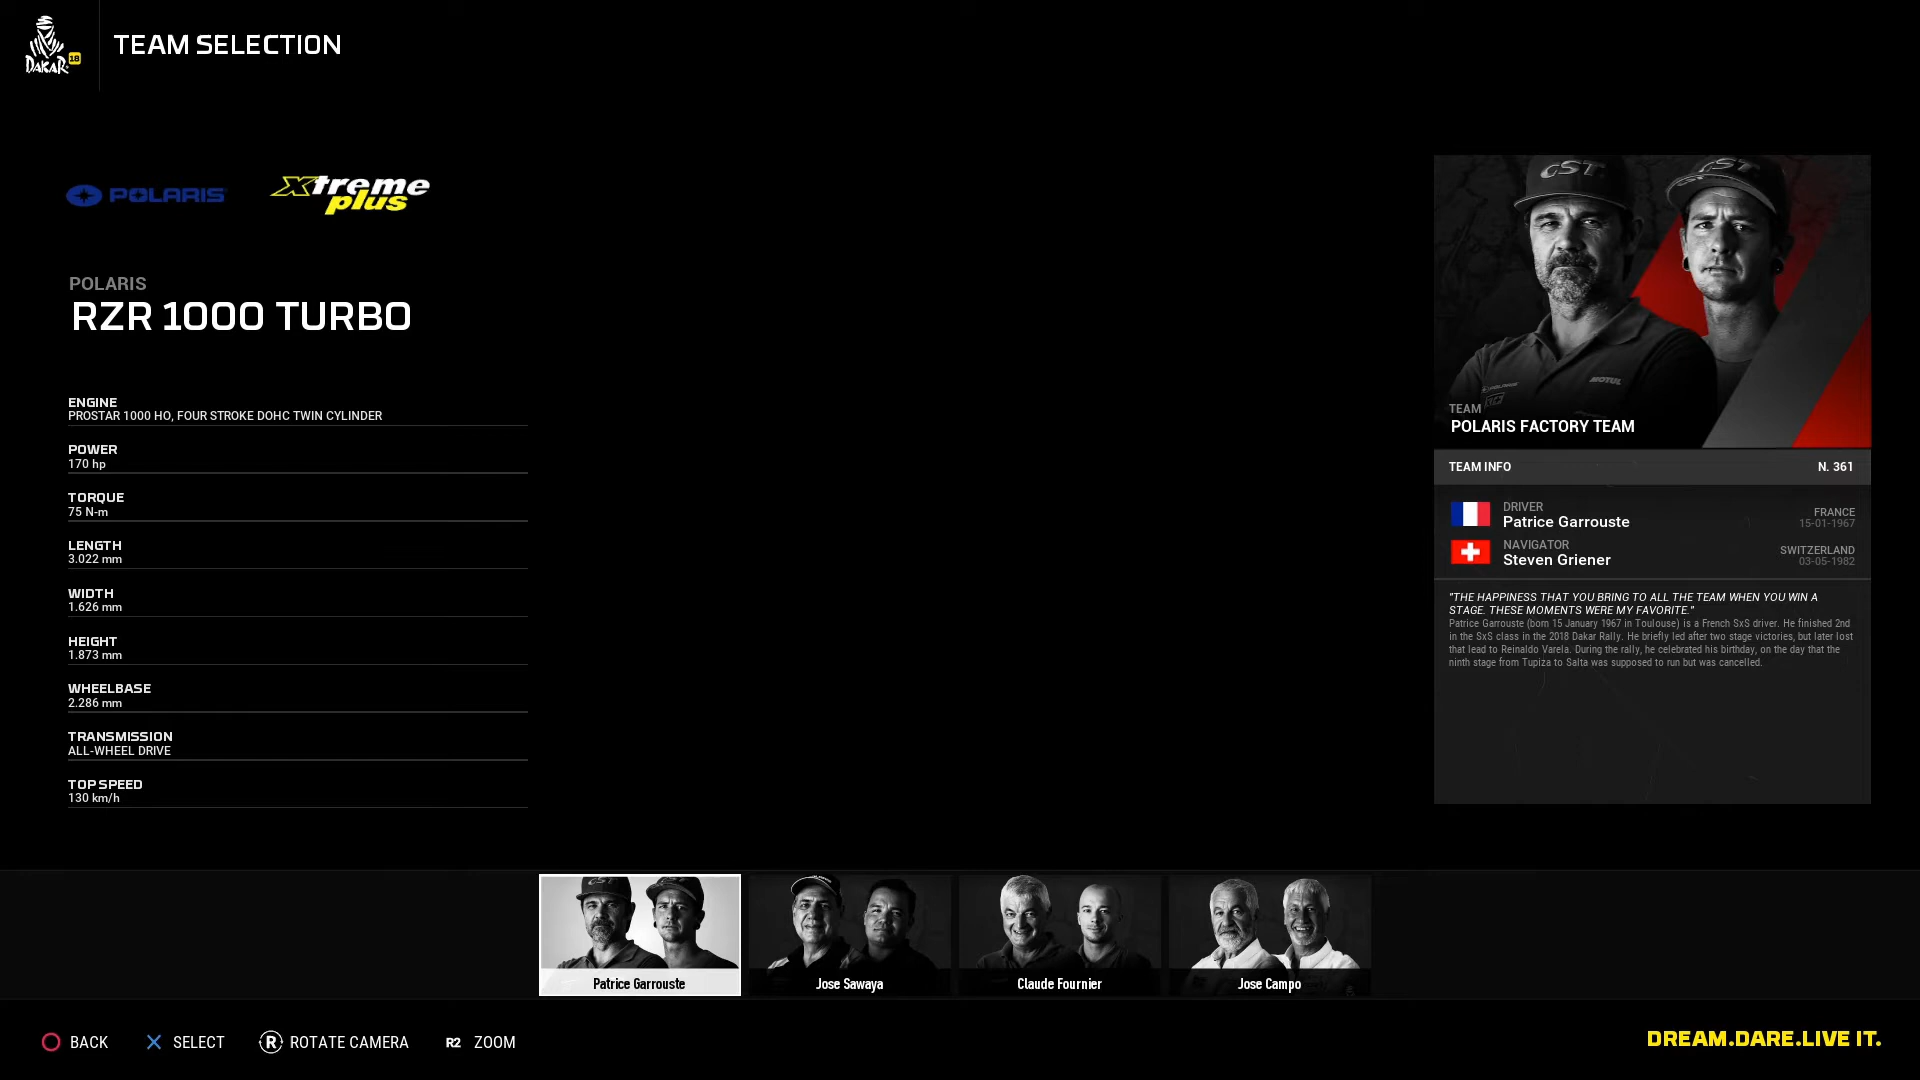 DAKAR 18
TEAM SELECTION
POLARIS
Xtreme
plus
POLARIS
RZR 1000 TURBO
ENGINE
PROSTAR 1000 HO, FOUR STROKE DOHC TWIN CYLINDER
POWER
170 hp
TORQUE
75 N-m
LENGTH
3.022 mm
WIDTH
1.626 mm
HEIGHT
1.873 mm
WHEELBASE
2.286 mm
TRANSMISSION
ALL-WHEEL DRIVE
TOP SPEED
130 km/h
CST
CST
POLARIS
MOTUL
TEAM
POLARIS FACTORY TEAM
TEAM INFO N. 361
DRIVER
Patrice Garrouste
FRANCE
15-01-1967
NAVIGATOR
Steven Griener
SWITZERLAND
03-05-1982
"THE HAPPINESS THAT YOU BRING TO ALL THE TEAM WHEN YOU WIN A
STAGE. THESE MOMENTS WERE MY FAVORITE."
Patrice Garrouste (born 15 January 1967 in Toulouse) is a French SxS driver. He finished 2nd
in the SxS class in the 2018 Dakar Rally. He briefly led after two stage victories, but later lost
that lead to Reinaldo Varela. During the rally, he celebrated his birthday, on the day that the
ninth stage from Tupiza to Salta was supposed to run but was cancelled.
Patrice Garrouste
Jose Sawaya
Claude Fournier
Jose Campo
BACK SELECT R ROTATE CAMERA R2 ZOOM
DREAM.DARE.LIVE IT.